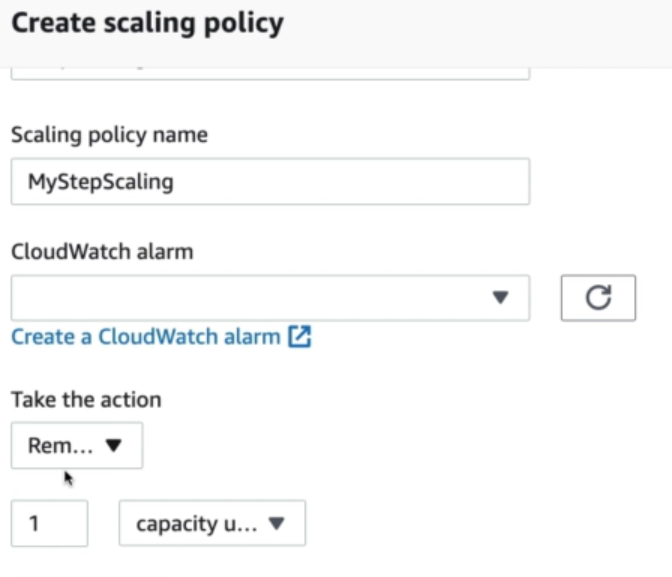 Create scaling policy
Scaling policy name
MyStepScaling
CloudWatch alarm
Create a CloudWatch alarm
Take the action
Rem...
1
capacity u...